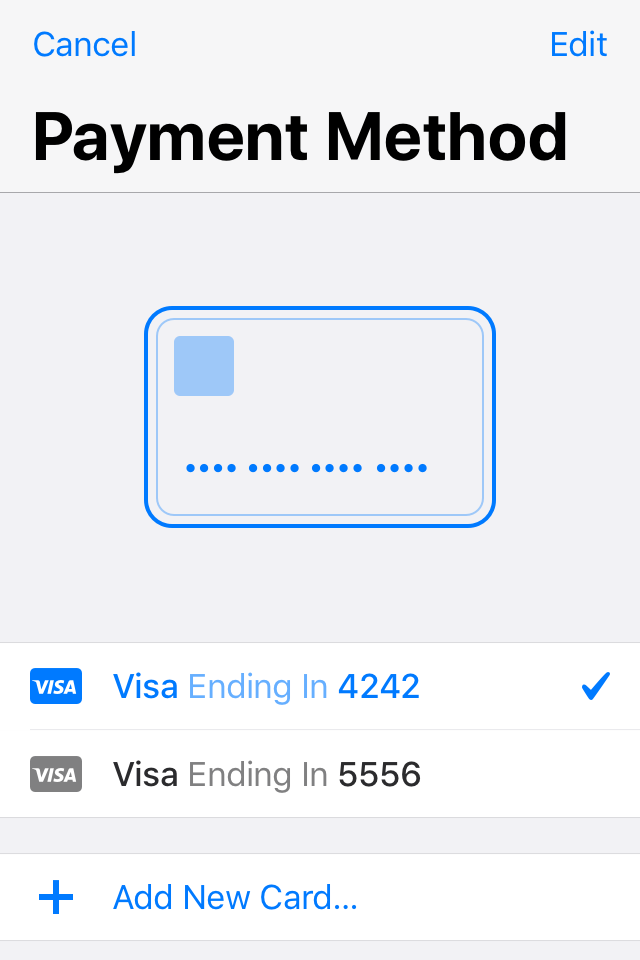 Cancel Edit
Payment Method
•••• •••• •••• ••••
VISA Visa Ending In 4242
VISA Visa Ending In 5556
Add New Card...